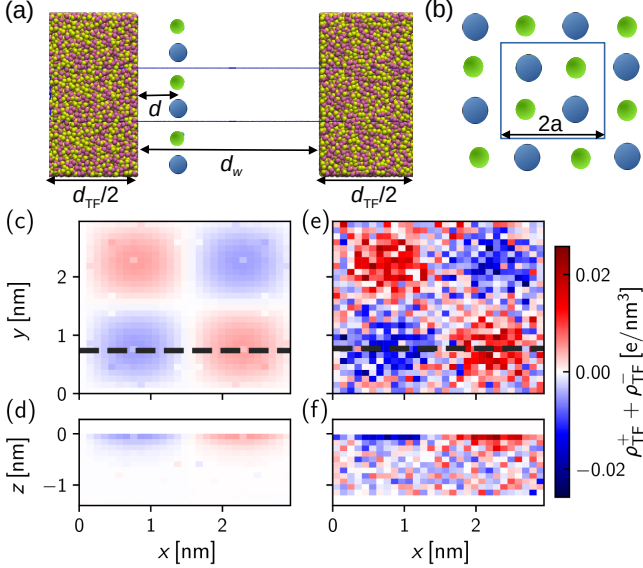 (a)
(b)
d
d_w
d_TF/2
d_TF/2
2a
(c)
(e)
2
1
0
y [nm]
(d)
(f)
0
−1
z [nm]
0
1
2
x [nm]
0
1
2
x [nm]
0.02
0.00
−0.02
ρ⁺_TF + ρ⁻_TF [e/nm³]